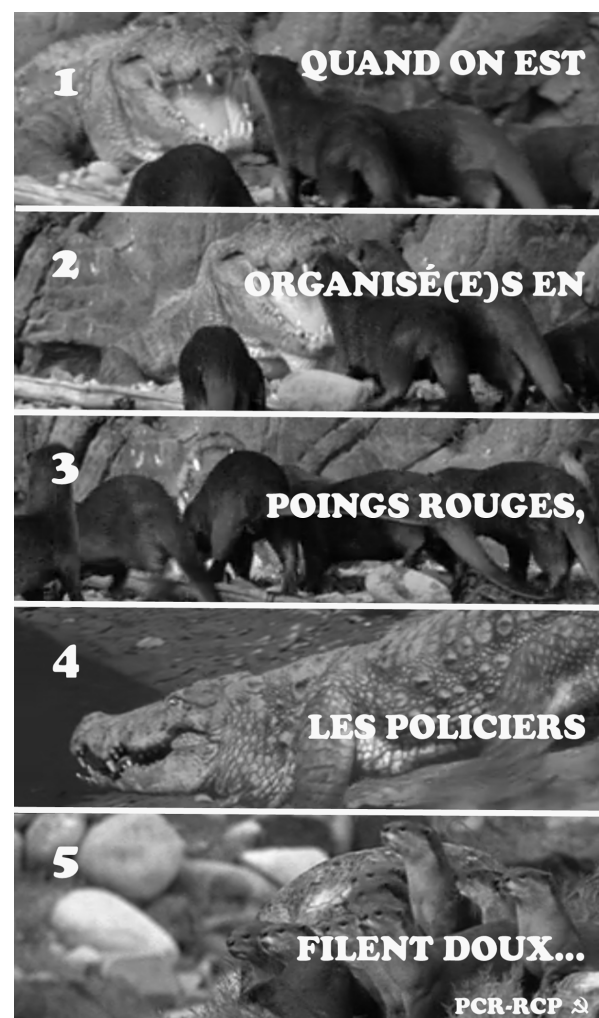 1
QUAND ON EST
2
ORGANISÉ(E)S EN
3
POINGS ROUGES,
4
LES POLICIERS
5
FILENT DOUX...
PCR-RCP ☭